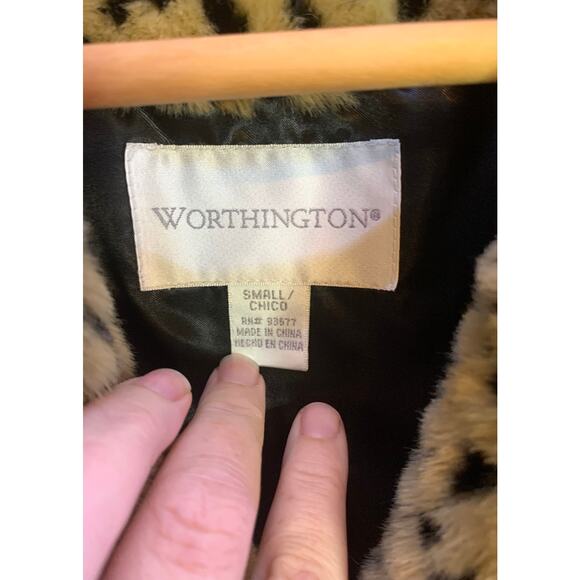 WORTHINGTON®
SMALL/
CHICO
RN# 93677
MADE IN CHINA
HECHO EN CHINA